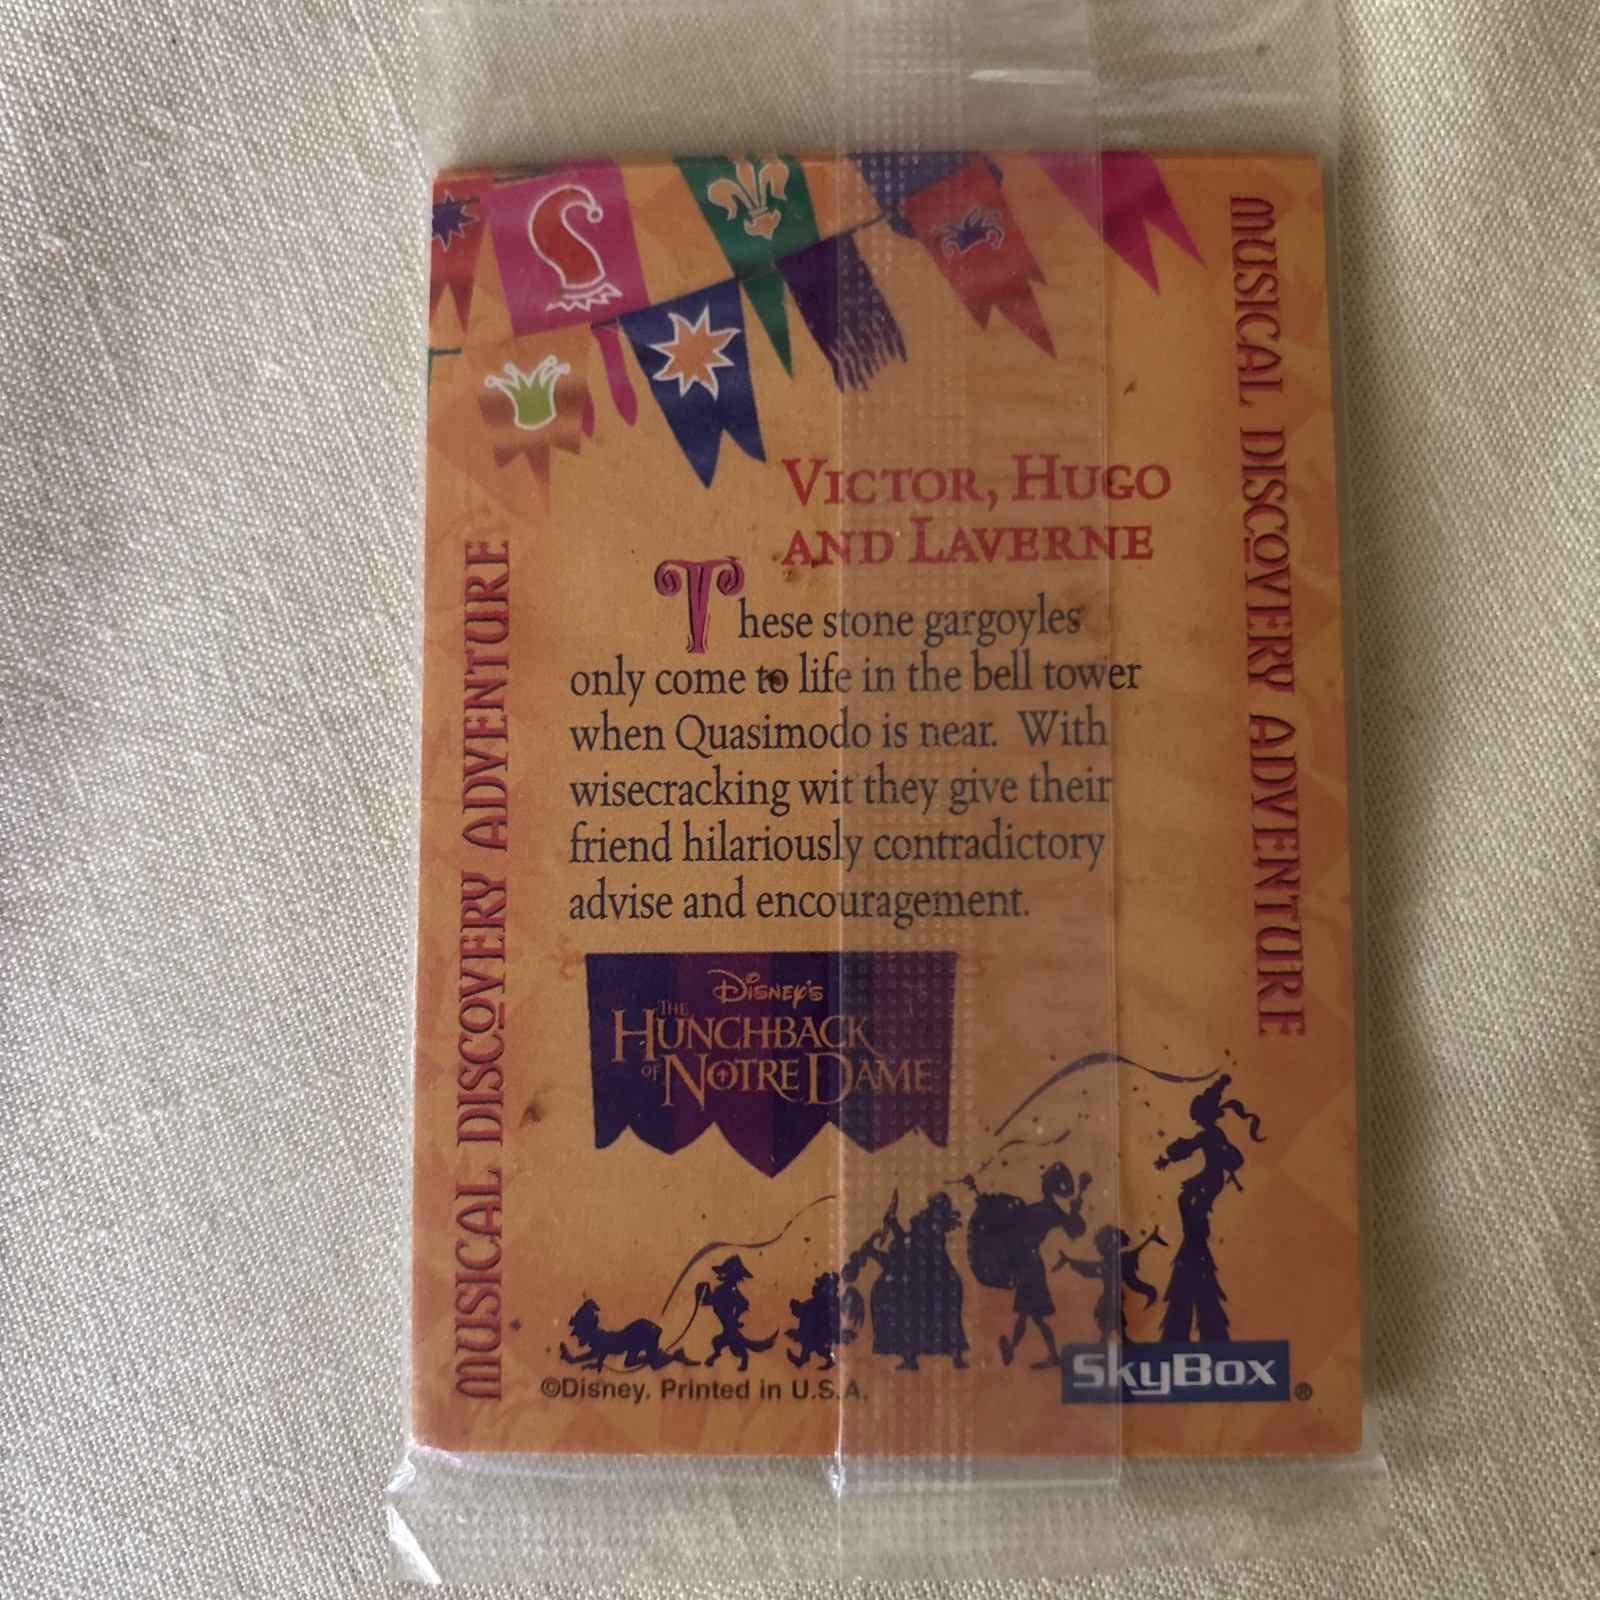 MUSICAL DISCOVERY ADVENTURE
MUSICAL DISCOVERY ADVENTURE
VICTOR, HUGO
AND LAVERNE
These stone gargoyles
only come to life in the bell tower
when Quasimodo is near. With
wisecracking wit they give their
friend hilariously contradictory
advise and encouragement.
DISNEY'S
THE
HUNCHBACK
OF NOTRE DAME
©Disney. Printed in U.S.A.
SkyBox®